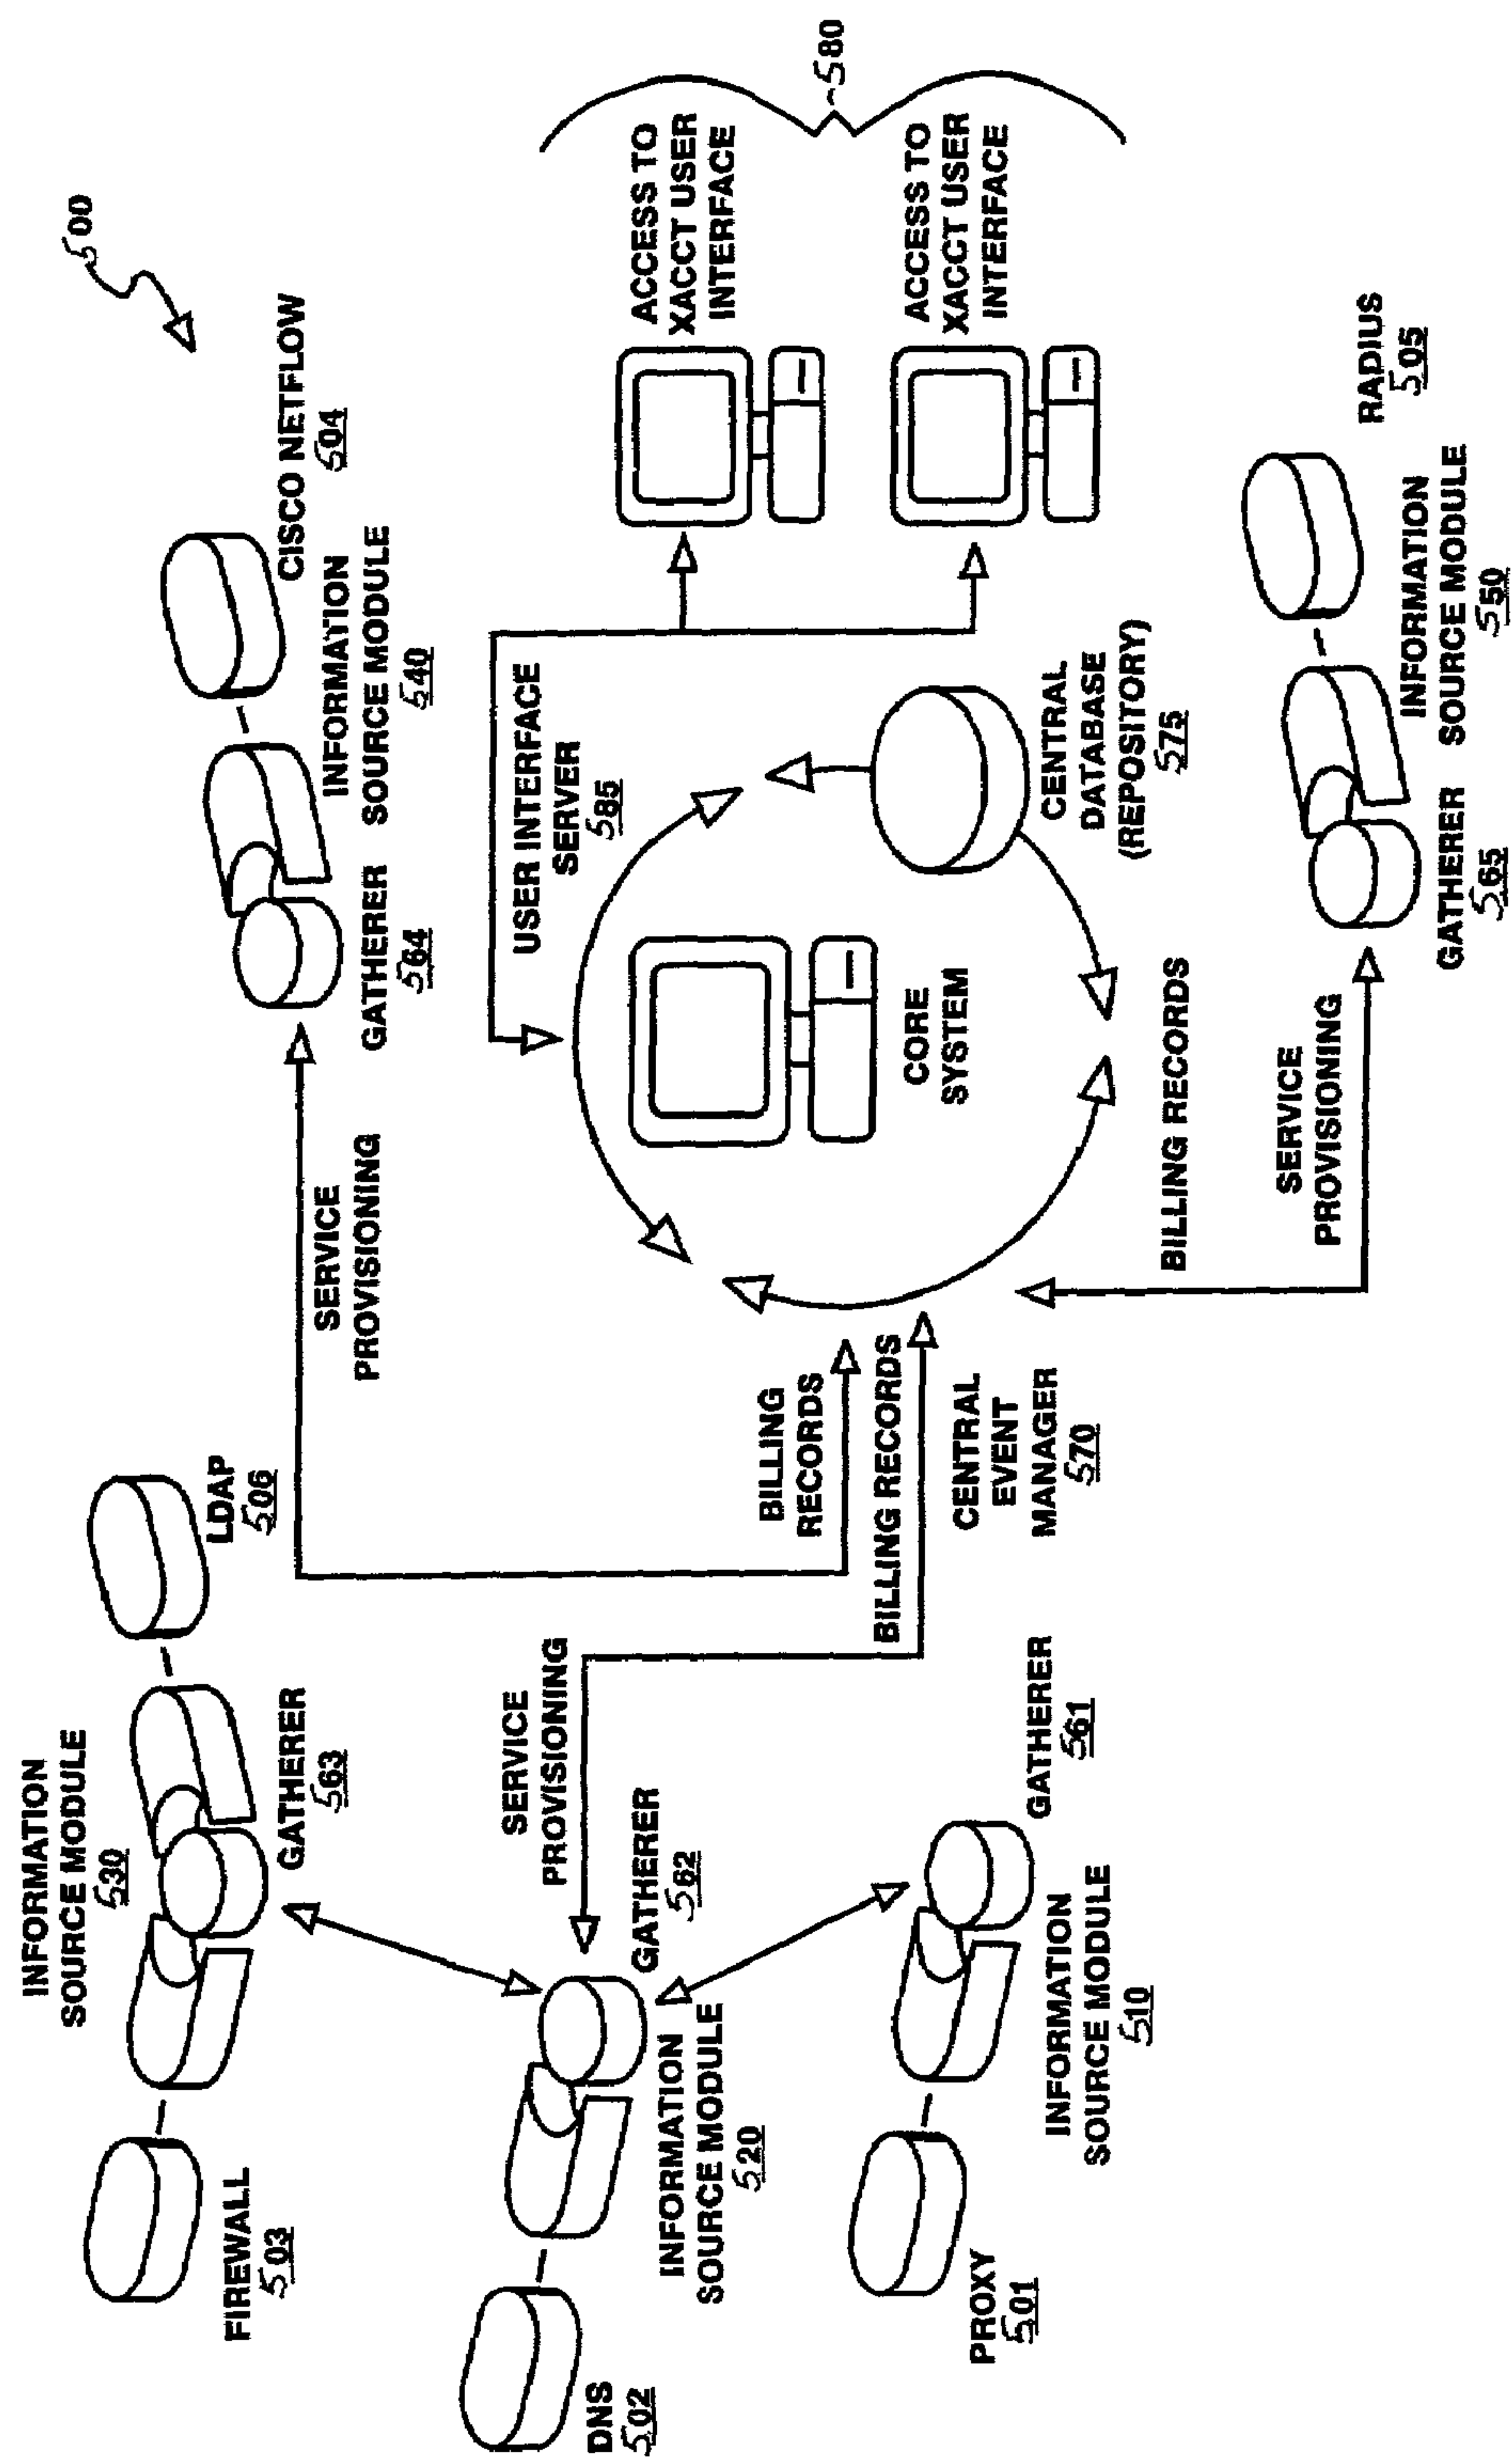 500
INFORMATION
SOURCE MODULE
530
LDAP
506
FIREWALL
503
GATHERER
563
CISCO NETFLOW
504
INFORMATION
SOURCE MODULE
540
GATHERER
564
SERVICE
PROVISIONING
DNS
502
INFORMATION
SOURCE MODULE
520
GATHERER
562
SERVICE
PROVISIONING
USER INTERFACE
SERVER
585
ACCESS TO
XACCT USER
INTERFACE
ACCESS TO
XACCT USER
INTERFACE
580
BILLING
RECORDS
BILLING RECORDS
CENTRAL
EVENT
MANAGER
570
CORE
SYSTEM
CENTRAL
DATABASE
(REPOSITORY)
575
BILLING RECORDS
PROXY
501
INFORMATION
SOURCE MODULE
510
GATHERER
561
SERVICE
PROVISIONING
GATHERER
565
INFORMATION
SOURCE MODULE
550
RADIUS
505